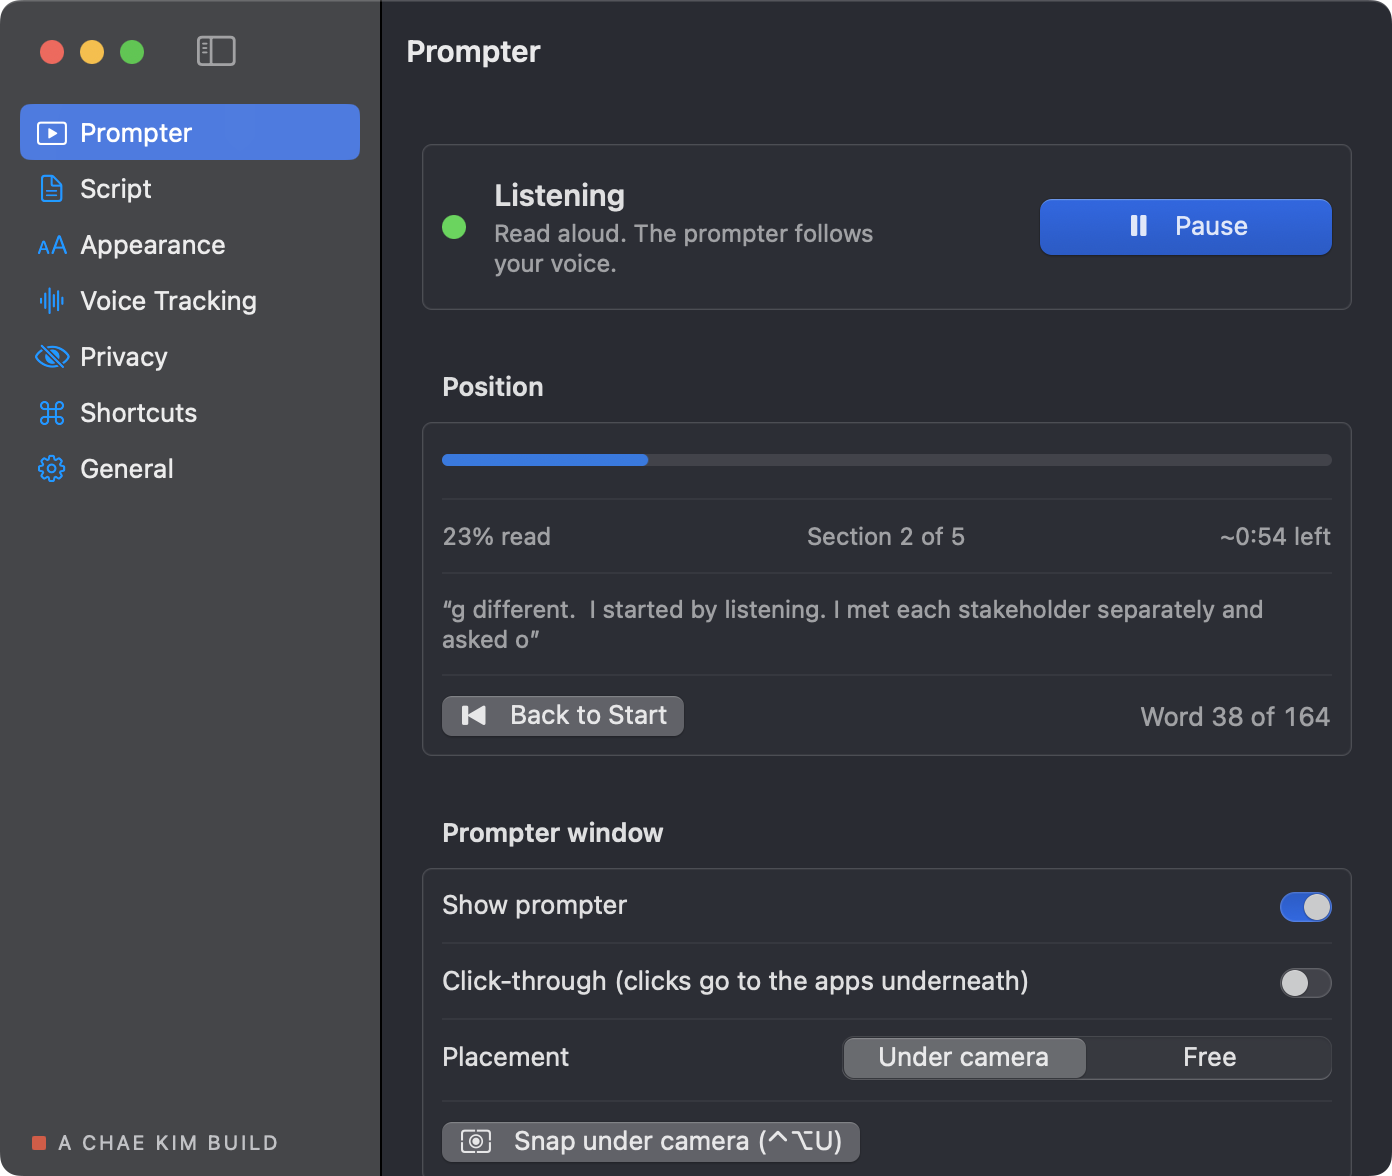 Prompter
Script
Appearance
Voice Tracking
Privacy
Shortcuts
General
A CHAE KIM BUILD
Prompter
Listening
Read aloud. The prompter follows
your voice.
Pause
Position
23% read
Section 2 of 5
~0:54 left
“g different.  I started by listening. I met each stakeholder separately and
asked o”
Back to Start
Word 38 of 164
Prompter window
Show prompter
Click-through (clicks go to the apps underneath)
Placement
Under camera
Free
Snap under camera (^⌥U)